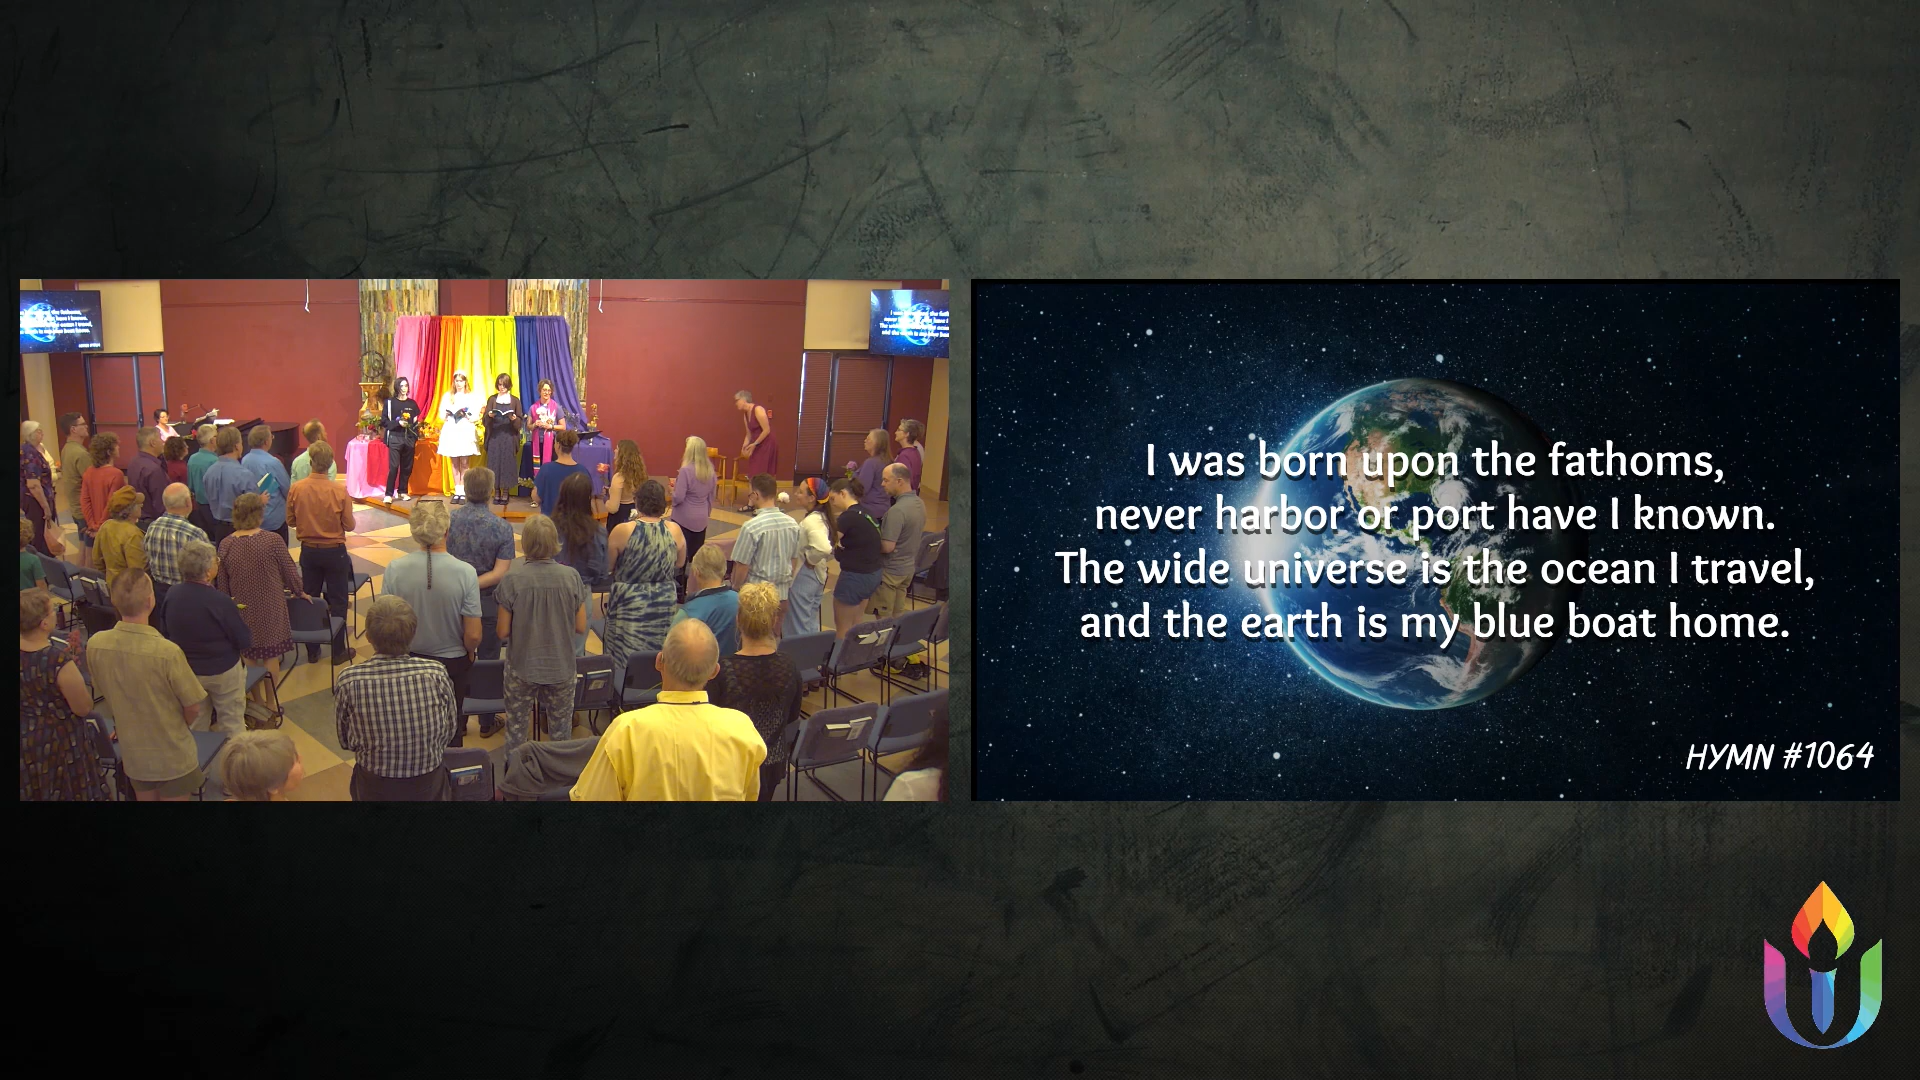 I was born upon the fathoms,
never harbor or port have I known.
The wide universe is the ocean I travel,
and the earth is my blue boat home.
HYMN #1064